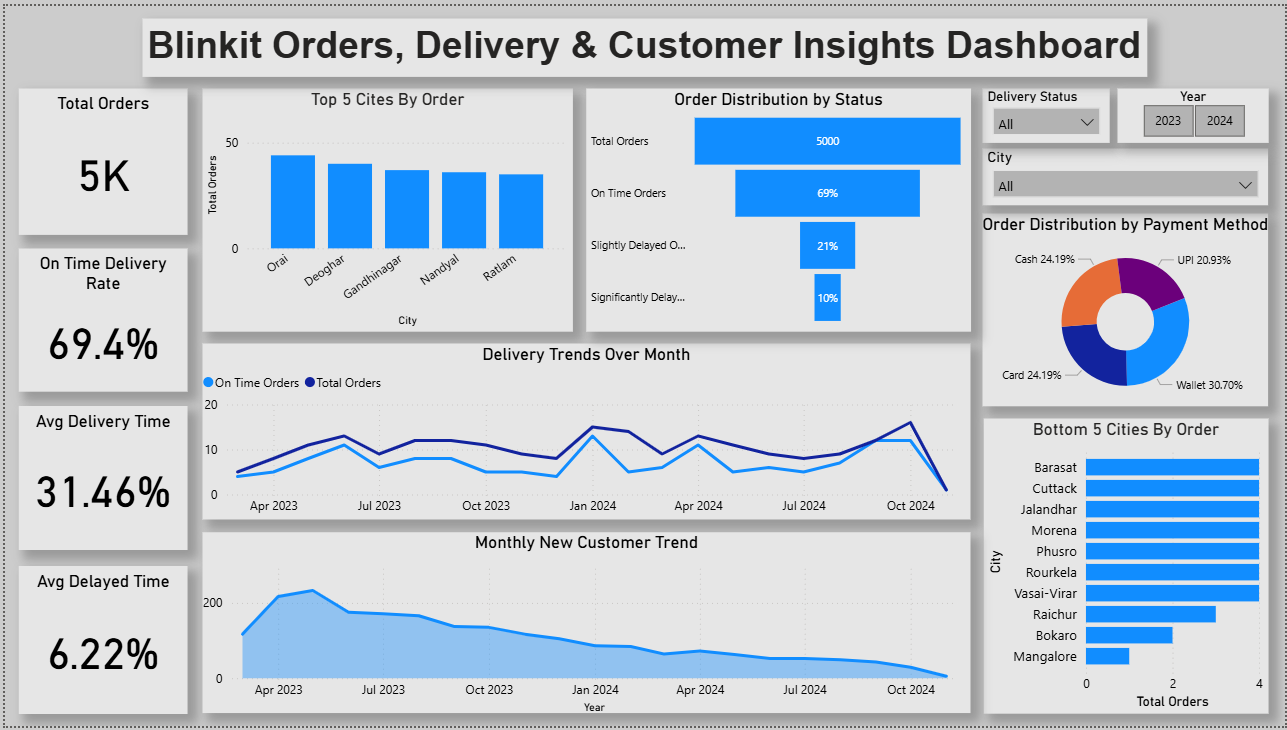 Blinkit Orders, Delivery & Customer Insights Dashboard
Total Orders
5K
On Time Delivery
Rate
69.4%
Avg Delivery Time
31.46%
Avg Delayed Time
6.22%
Top 5 Cites By Order
Total Orders
50
0
Orai
Deoghar
Gandhinagar
Nandyal
Ratlam
City
Order Distribution by Status
Total Orders
5000
On Time Orders
69%
Slightly Delayed O...
21%
Significantly Delay...
10%
Delivery Status
All
Year
2023
2024
City
All
Order Distribution by Payment Method
Cash 24.19%
UPI 20.93%
Card 24.19%
Wallet 30.70%
Delivery Trends Over Month
On Time Orders
Total Orders
20
10
0
Apr 2023
Jul 2023
Oct 2023
Jan 2024
Apr 2024
Jul 2024
Oct 2024
Monthly New Customer Trend
200
0
Apr 2023
Jul 2023
Oct 2023
Jan 2024
Apr 2024
Jul 2024
Oct 2024
Year
Bottom 5 Cities By Order
City
Barasat
Cuttack
Jalandhar
Morena
Phusro
Rourkela
Vasai-Virar
Raichur
Bokaro
Mangalore
0
2
4
Total Orders